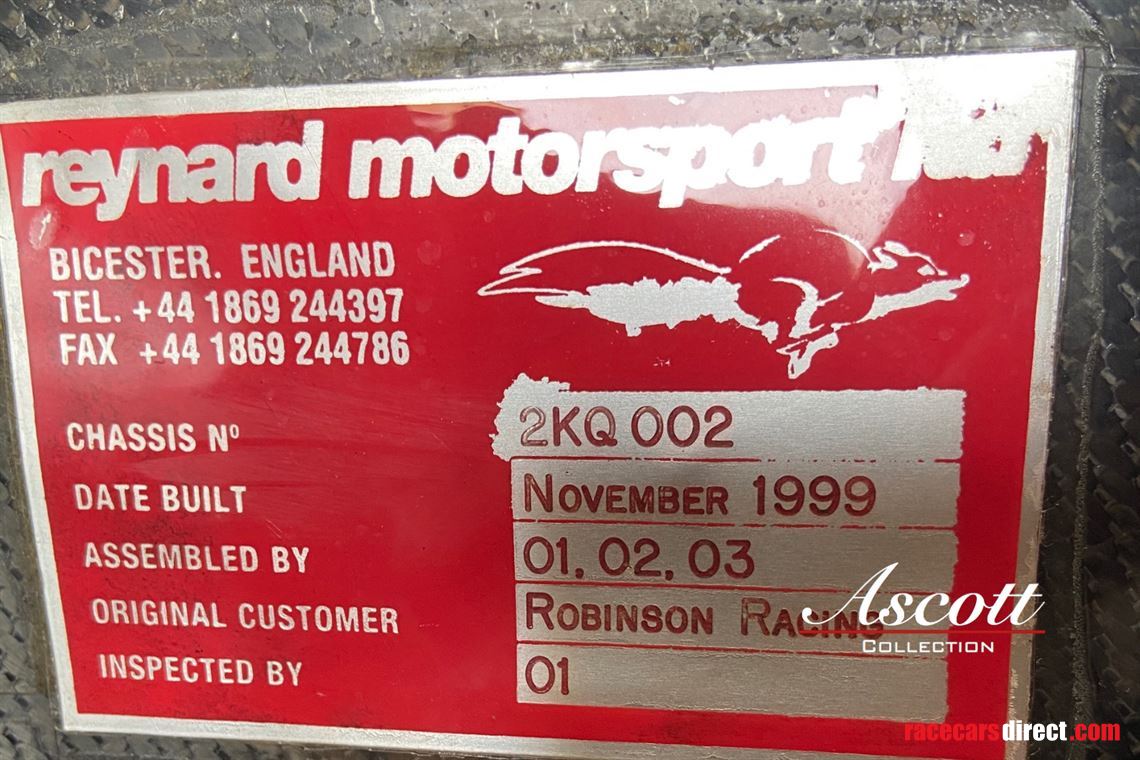 reynard motorsport ltd
BICESTER. ENGLAND
TEL. +44 1869 244397
FAX +44 1869 244786
CHASSIS Nº 2KQ 002
DATE BUILT NOVEMBER 1999
ASSEMBLED BY 01, 02, 03
ORIGINAL CUSTOMER ROBINSON RACING
INSPECTED BY 01
Ascott
COLLECTION
racecarsdirect.com